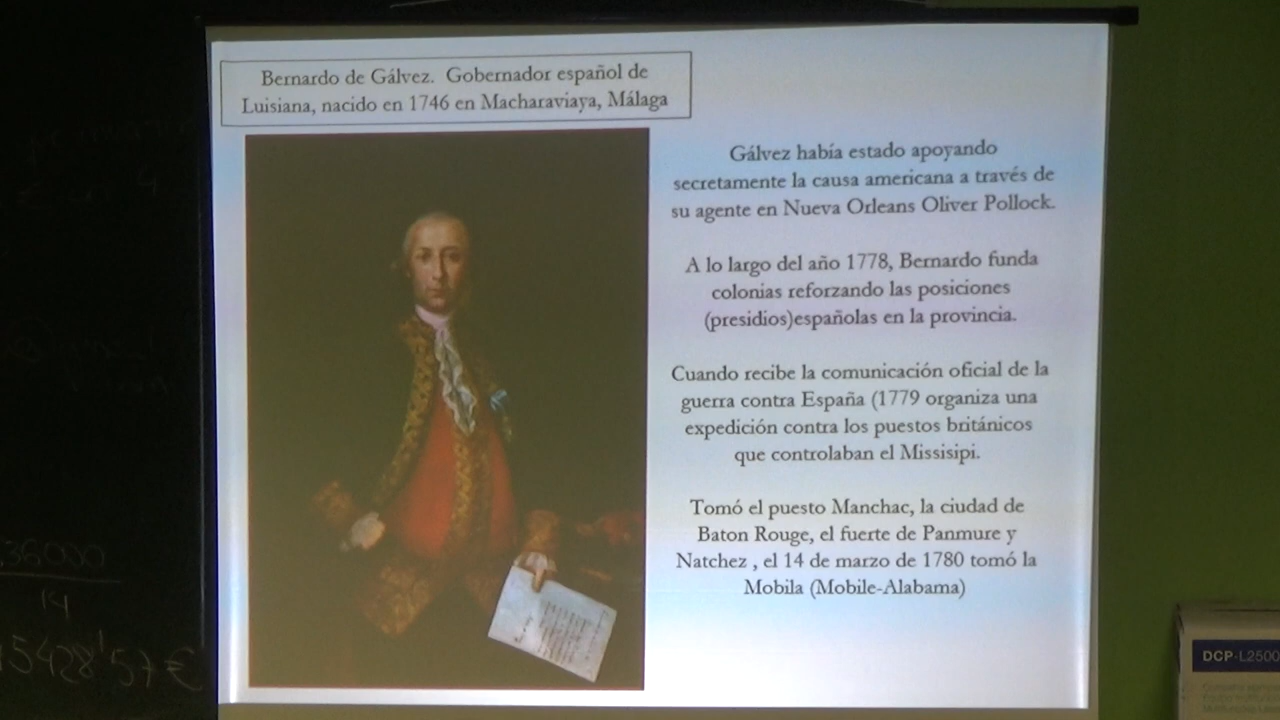 Bernardo de Gálvez. Gobernador español de
Luisiana, nacido en 1746 en Macharaviaya, Málaga
Gálvez había estado apoyando
secretamente la causa americana a través de
su agente en Nueva Orleans Oliver Pollock.
A lo largo del año 1778, Bernardo funda
colonias reforzando las posiciones
(presidios)españolas en la provincia.
Cuando recibe la comunicación oficial de la
guerra contra España (1779 organiza una
expedición contra los puestos británicos
que controlaban el Missisipi.
Tomó el puesto Manchac, la ciudad de
Baton Rouge, el fuerte de Panmure y
Natchez , el 14 de marzo de 1780 tomó la
Mobila (Mobile-Alabama)
36000
14
15428'57€
DCP-L2500